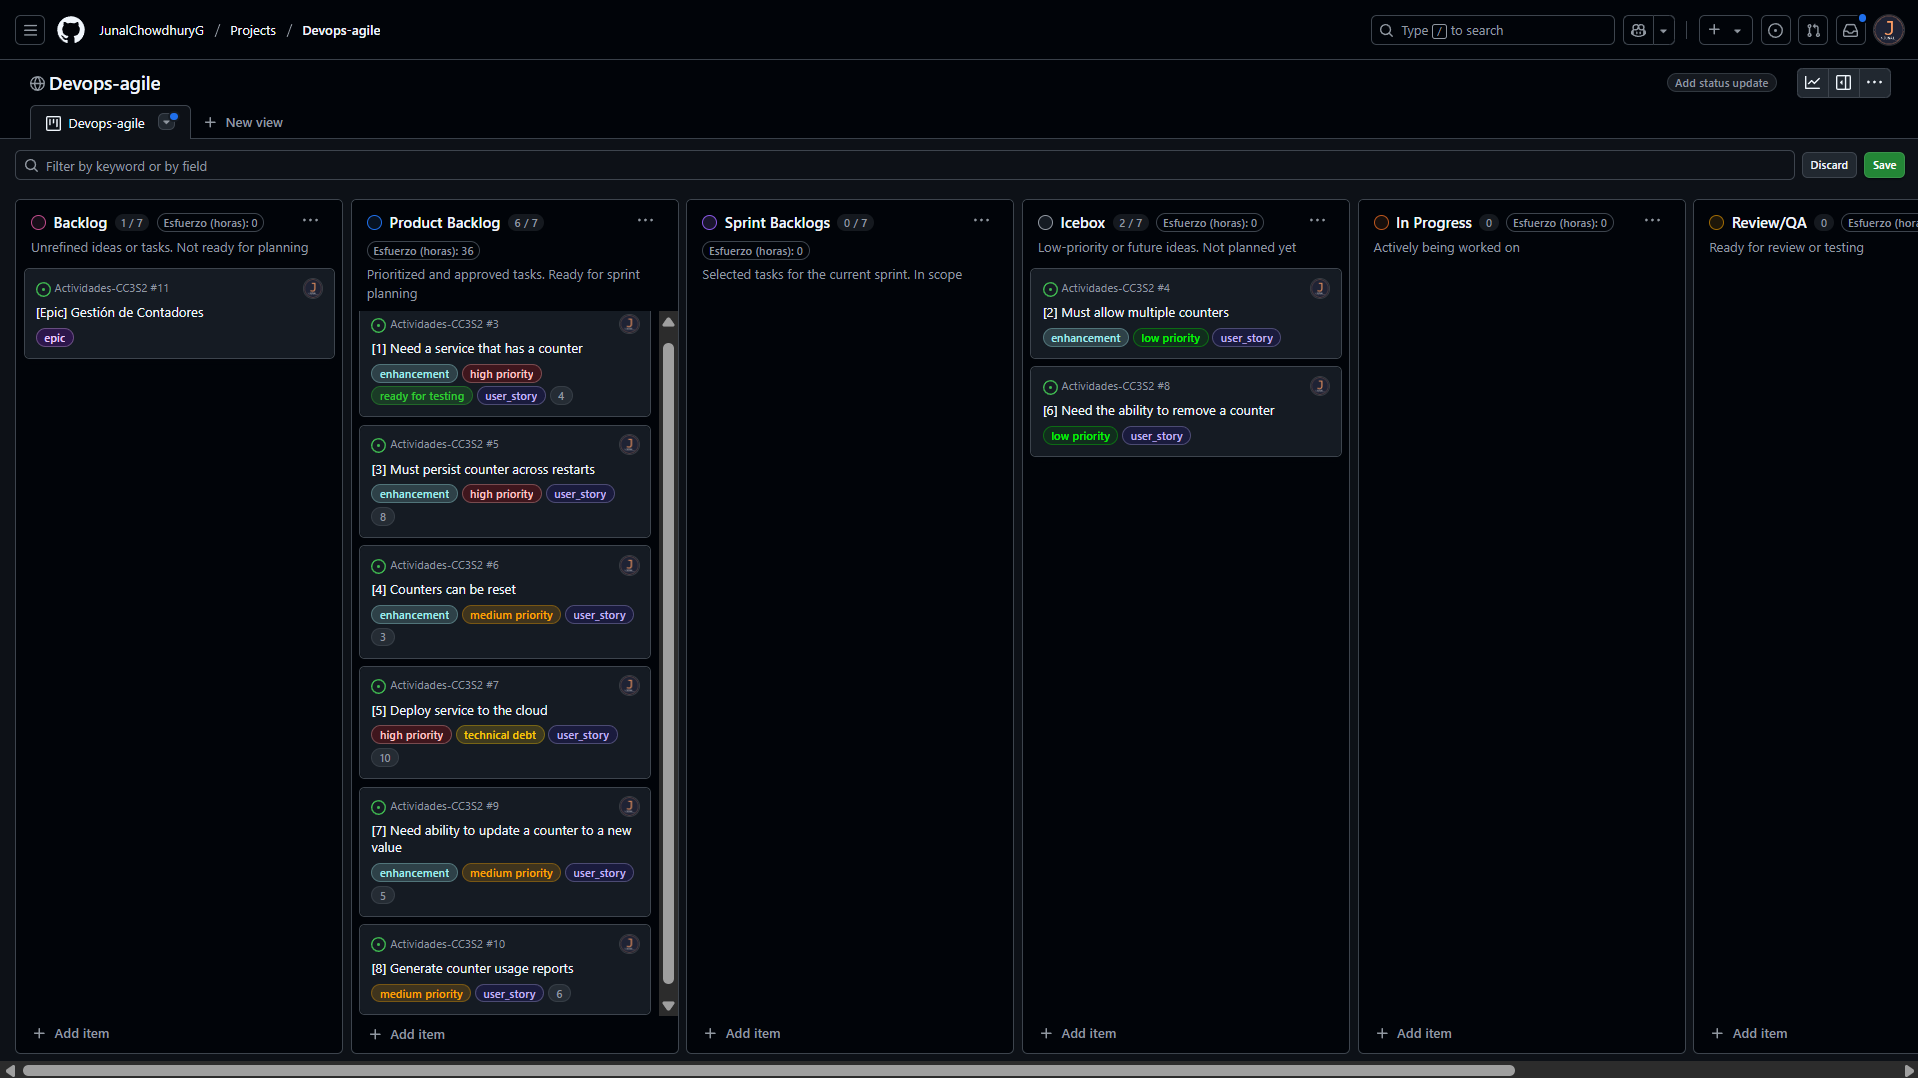 JunalChowdhuryG / Projects / Devops-agile
Type / to search
Devops-agile
Add status update
Devops-agile
New view
Filter by keyword or by field
Discard
Save
Backlog 1 / 7 Esfuerzo (horas): 0
Unrefined ideas or tasks. Not ready for planning
Actividades-CC3S2 #11
[Epic] Gestión de Contadores
epic
Add item
Product Backlog 6 / 7
Esfuerzo (horas): 36
Prioritized and approved tasks. Ready for sprint
planning
Actividades-CC3S2 #3
[1] Need a service that has a counter
enhancement high priority
ready for testing user_story 4
Actividades-CC3S2 #5
[3] Must persist counter across restarts
enhancement high priority user_story
8
Actividades-CC3S2 #6
[4] Counters can be reset
enhancement medium priority user_story
3
Actividades-CC3S2 #7
[5] Deploy service to the cloud
high priority technical debt user_story
10
Actividades-CC3S2 #9
[7] Need ability to update a counter to a new
value
enhancement medium priority user_story
5
Actividades-CC3S2 #10
[8] Generate counter usage reports
medium priority user_story 6
Add item
Sprint Backlogs 0 / 7
Esfuerzo (horas): 0
Selected tasks for the current sprint. In scope
Add item
Icebox 2 / 7 Esfuerzo (horas): 0
Low-priority or future ideas. Not planned yet
Actividades-CC3S2 #4
[2] Must allow multiple counters
enhancement low priority user_story
Actividades-CC3S2 #8
[6] Need the ability to remove a counter
low priority user_story
Add item
In Progress 0 Esfuerzo (horas): 0
Actively being worked on
Add item
Review/QA 0 Esfuerzo (hora
Ready for review or testing
Add item